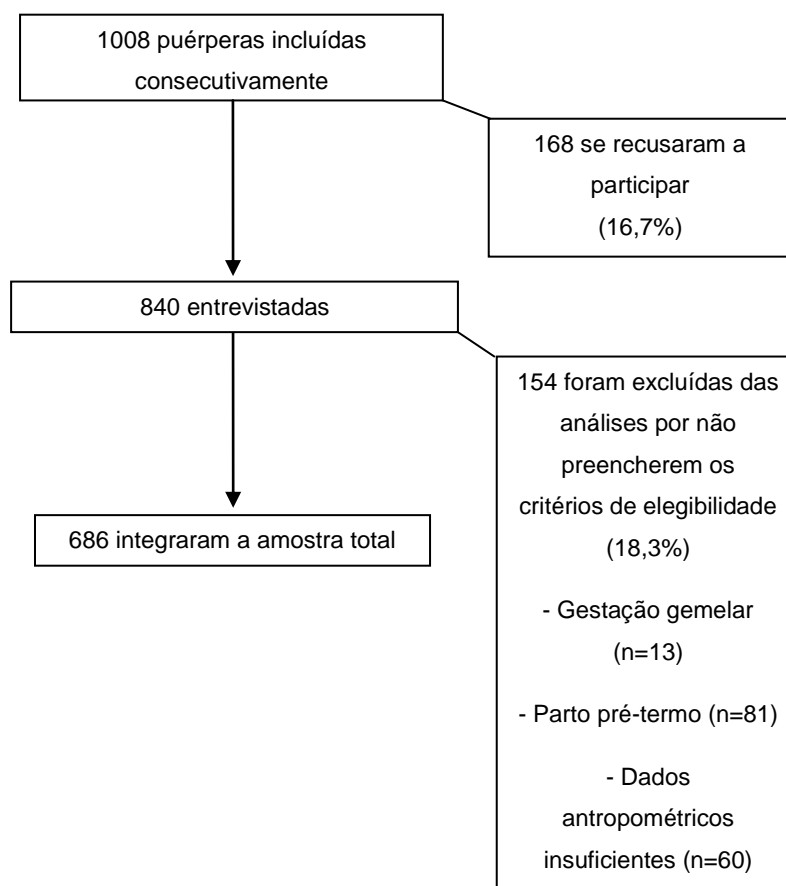 1008 puérperas incluídas
consecutivamente
168 se recusaram a
participar
(16,7%)
840 entrevistadas
154 foram excluídas das
análises por não
preencherem os
critérios de elegibilidade
(18,3%)
- Gestação gemelar
(n=13)
- Parto pré-termo (n=81)
- Dados
antropométricos
insuficientes (n=60)
686 integraram a amostra total